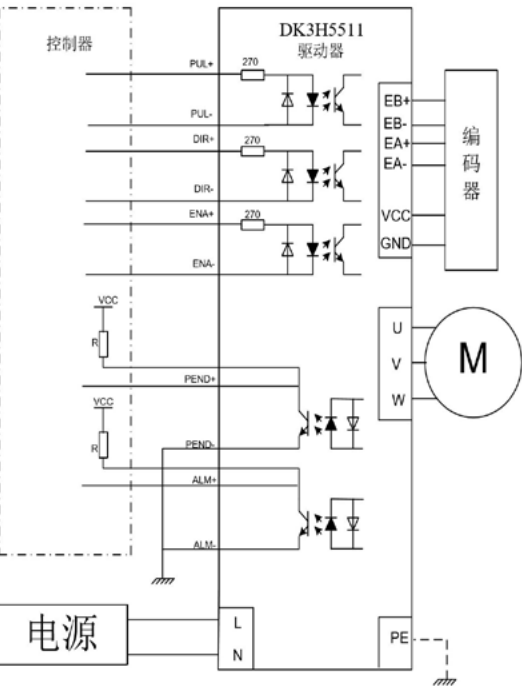 控制器
DK3H5511
驱动器
PUL+
270
PUL-
DIR+
270
DIR-
ENA+
270
ENA-
EB+
EB-
EA+
EA-
VCC
GND
编码器
VCC
R
PEND+
VCC
R
PEND-
ALM+
ALM-
U
V
W
M
电源
L
N
PE